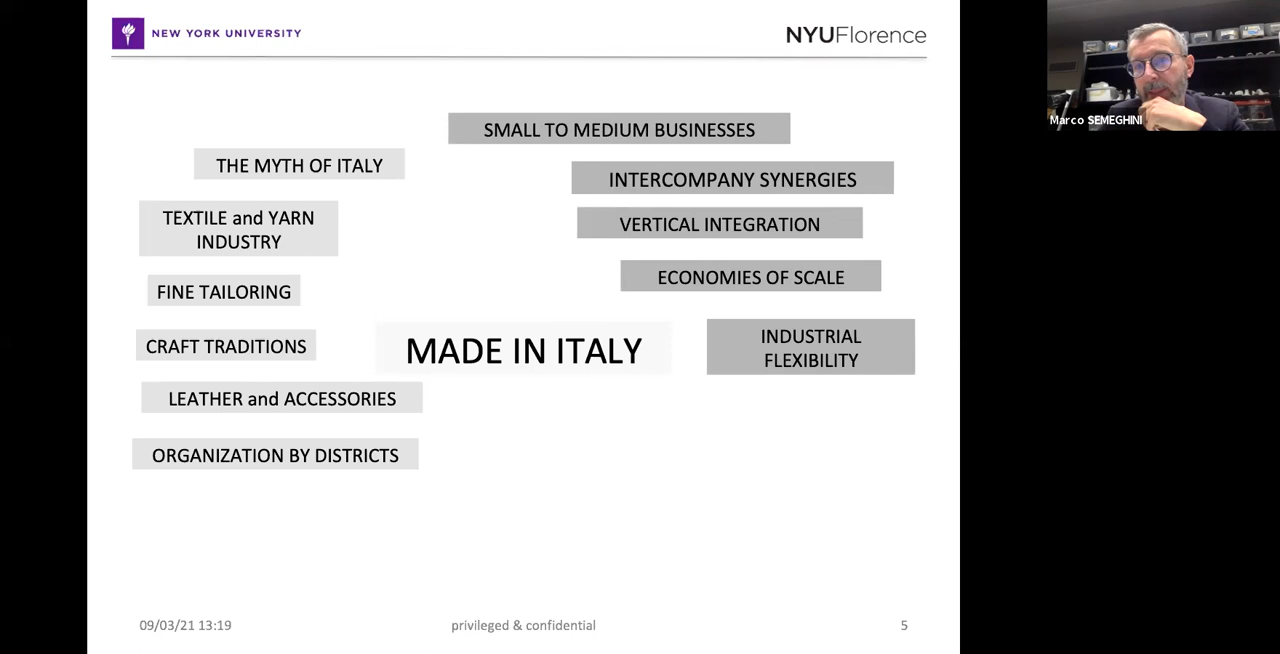 NEW YORK UNIVERSITY
NYUFlorence
Marco SEMEGHINI
SMALL TO MEDIUM BUSINESSES
THE MYTH OF ITALY
INTERCOMPANY SYNERGIES
TEXTILE and YARN
INDUSTRY
VERTICAL INTEGRATION
ECONOMIES OF SCALE
FINE TAILORING
CRAFT TRADITIONS
MADE IN ITALY
INDUSTRIAL
FLEXIBILITY
LEATHER and ACCESSORIES
ORGANIZATION BY DISTRICTS
09/03/21 13:19
privileged & confidential
5